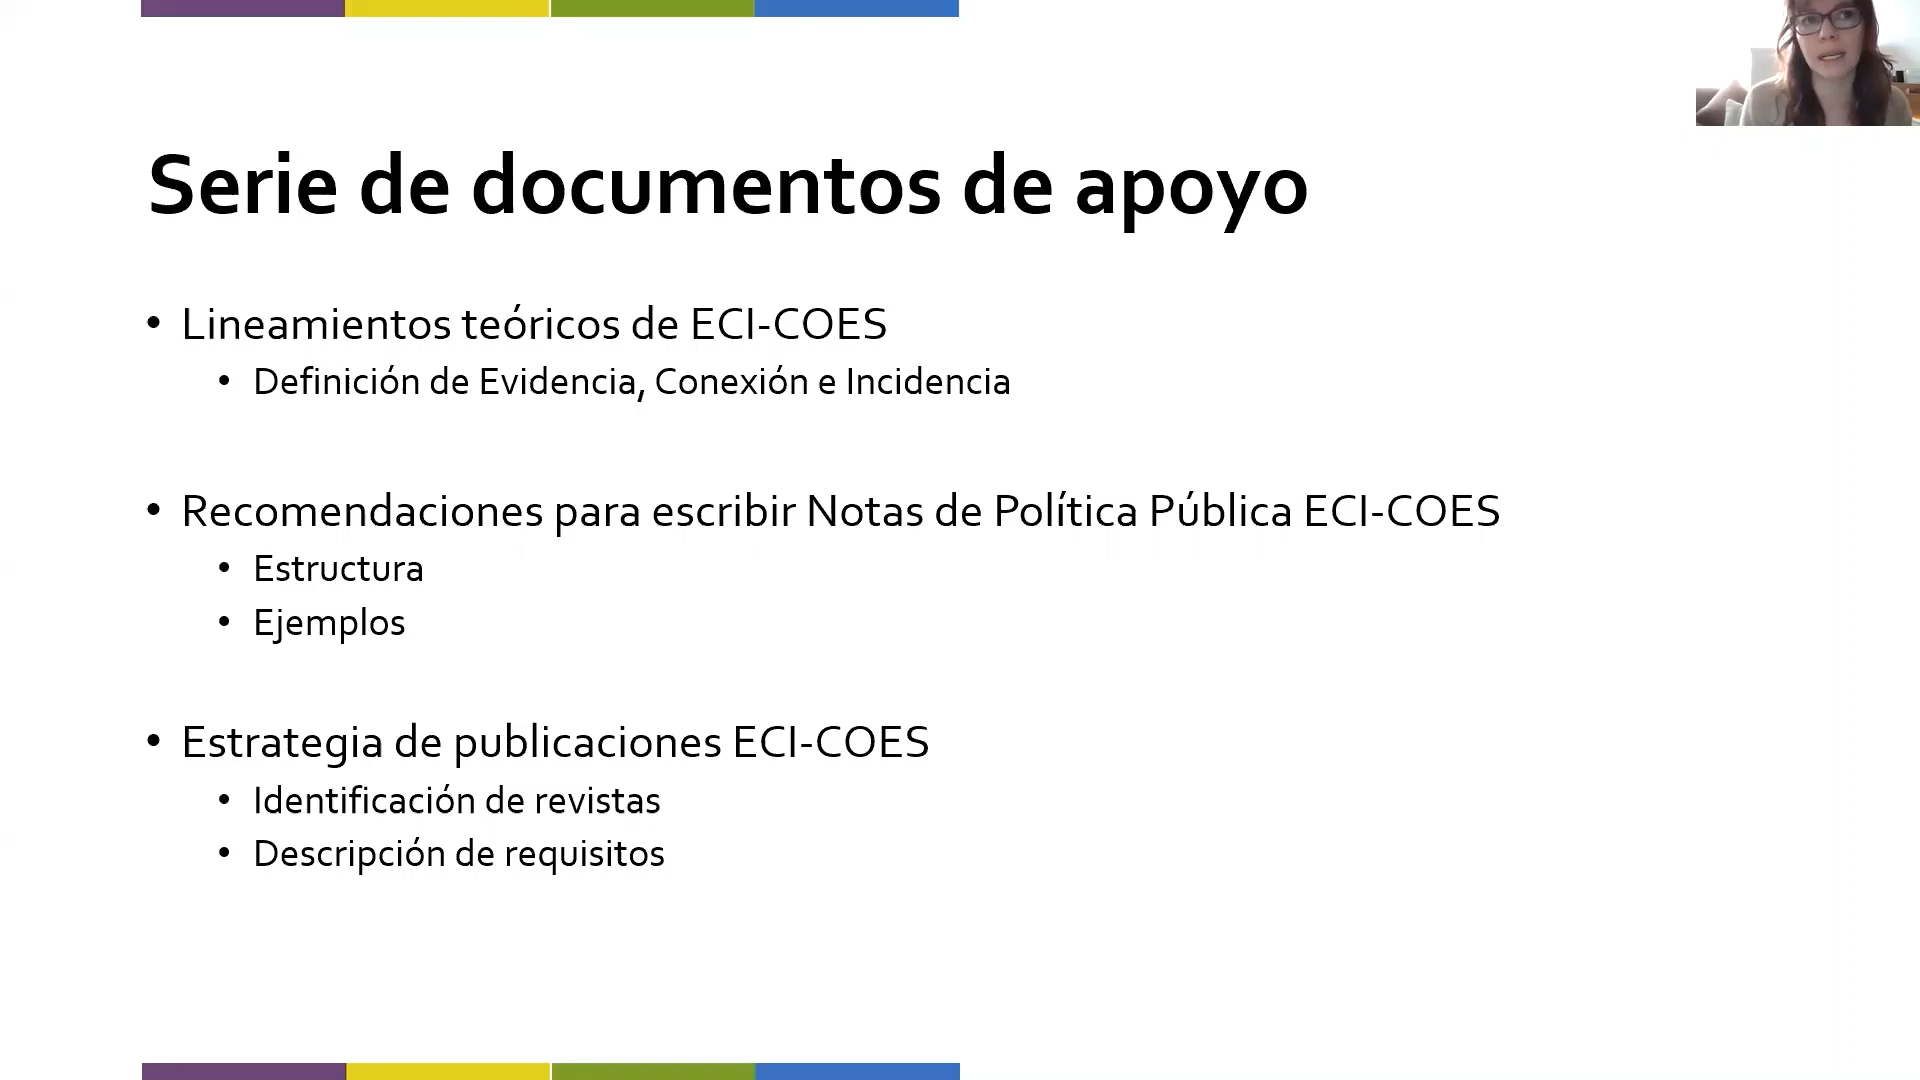 Serie de documentos de apoyo
• Lineamientos teóricos de ECI-COES
• Definición de Evidencia, Conexión e Incidencia
• Recomendaciones para escribir Notas de Política Pública ECI-COES
• Estructura
• Ejemplos
• Estrategia de publicaciones ECI-COES
• Identificación de revistas
• Descripción de requisitos